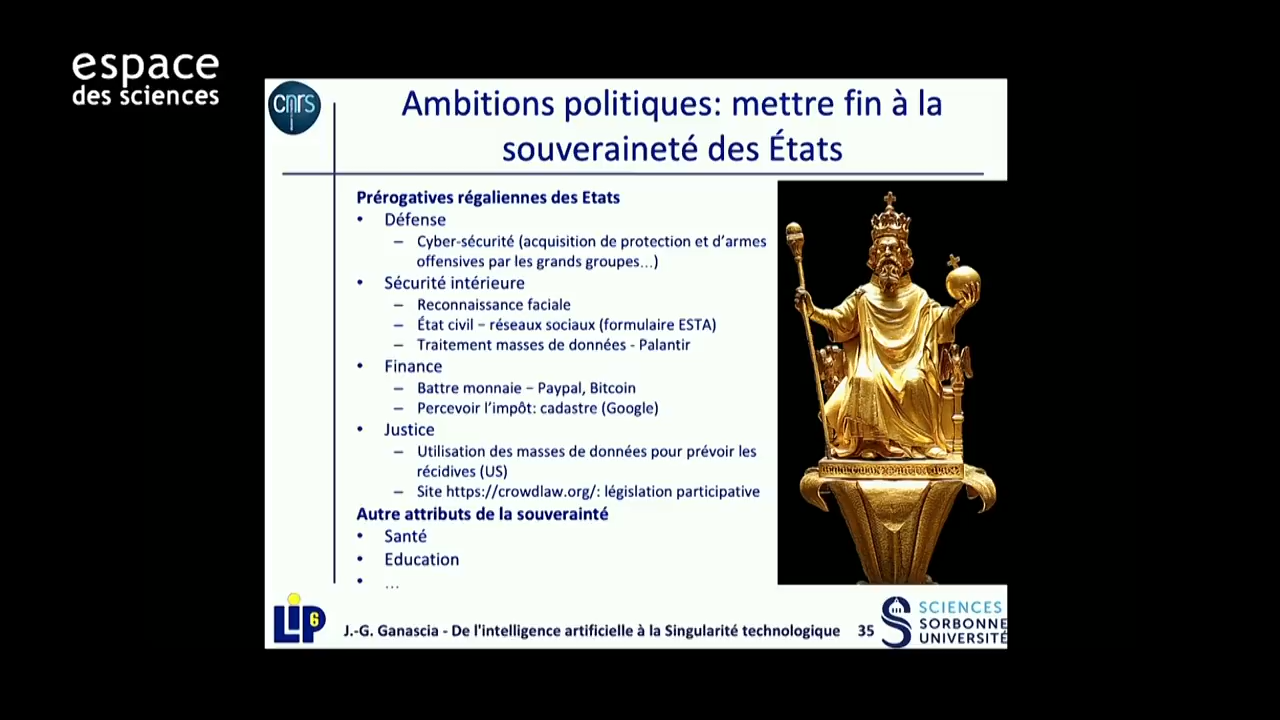 espace
des sciences
cnrs
Ambitions politiques: mettre fin à la
souveraineté des États
Prérogatives régaliennes des Etats
• Défense
– Cyber-sécurité (acquisition de protection et d’armes
offensives par les grands groupes…)
• Sécurité intérieure
– Reconnaissance faciale
– État civil – réseaux sociaux (formulaire ESTA)
– Traitement masses de données - Palantir
• Finance
– Battre monnaie – Paypal, Bitcoin
– Percevoir l’impôt: cadastre (Google)
• Justice
– Utilisation des masses de données pour prévoir les
récidives (US)
– Site https://crowdlaw.org/: législation participative
Autre attributs de la souverainté
• Santé
• Education
• …
LIP6
J.-G. Ganascia - De l'intelligence artificielle à la Singularité technologique 35
SCIENCES
SORBONNE
UNIVERSITÉ